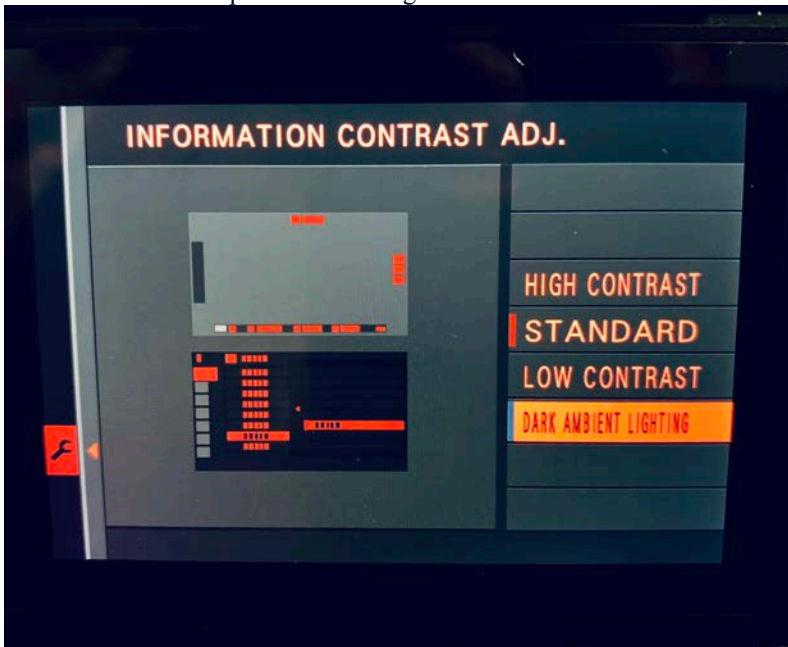 INFORMATION CONTRAST ADJ.
HIGH CONTRAST
STANDARD
LOW CONTRAST
DARK AMBIENT LIGHTING